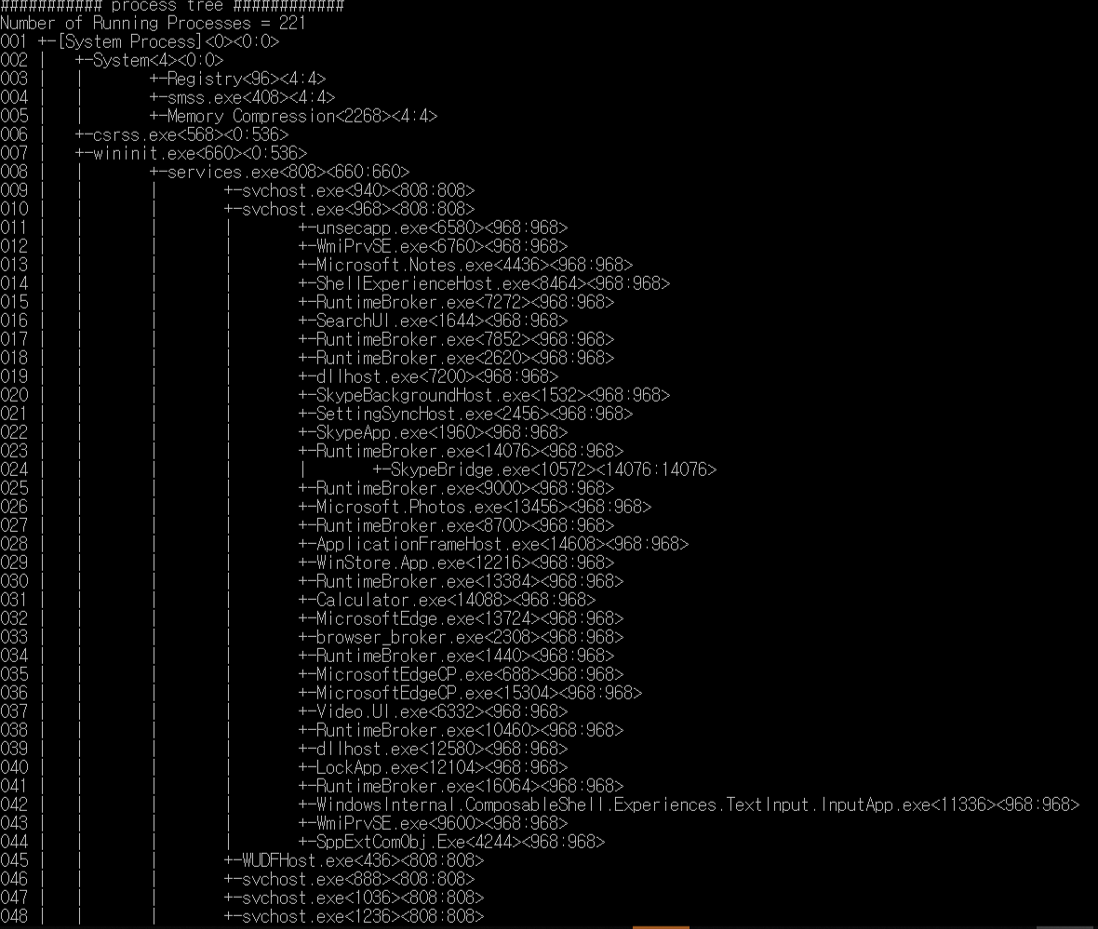 ########### process tree ############
Number of Running Processes = 221
001 +-[System Process]<0><0:0>
002 |   +-System<4><0:0>
003 |   |       +-Registry<96><4:4>
004 |   |       +-smss.exe<408><4:4>
005 |   |       +-Memory Compression<2268><4:4>
006 |   +-csrss.exe<568><0:536>
007 |   +-wininit.exe<660><0:536>
008 |   |       +-services.exe<808><660:660>
009 |   |       |       +-svchost.exe<940><808:808>
010 |   |       |       +-svchost.exe<968><808:808>
011 |   |       |       |       +-unsecapp.exe<6580><968:968>
012 |   |       |       |       +-WmiPrvSE.exe<6760><968:968>
013 |   |       |       |       +-Microsoft.Notes.exe<4436><968:968>
014 |   |       |       |       +-ShellExperienceHost.exe<8464><968:968>
015 |   |       |       |       +-RuntimeBroker.exe<7272><968:968>
016 |   |       |       |       +-SearchUI.exe<1644><968:968>
017 |   |       |       |       +-RuntimeBroker.exe<7852><968:968>
018 |   |       |       |       +-RuntimeBroker.exe<2620><968:968>
019 |   |       |       |       +-dllhost.exe<7200><968:968>
020 |   |       |       |       +-SkypeBackgroundHost.exe<1532><968:968>
021 |   |       |       |       +-SettingSyncHost.exe<2456><968:968>
022 |   |       |       |       +-SkypeApp.exe<1960><968:968>
023 |   |       |       |       +-RuntimeBroker.exe<14076><968:968>
024 |   |       |       |       |       +-SkypeBridge.exe<10572><14076:14076>
025 |   |       |       |       +-RuntimeBroker.exe<9000><968:968>
026 |   |       |       |       +-Microsoft.Photos.exe<13456><968:968>
027 |   |       |       |       +-RuntimeBroker.exe<8700><968:968>
028 |   |       |       |       +-ApplicationFrameHost.exe<14608><968:968>
029 |   |       |       |       +-WinStore.App.exe<12216><968:968>
030 |   |       |       |       +-RuntimeBroker.exe<13384><968:968>
031 |   |       |       |       +-Calculator.exe<14088><968:968>
032 |   |       |       |       +-MicrosoftEdge.exe<13724><968:968>
033 |   |       |       |       +-browser_broker.exe<2308><968:968>
034 |   |       |       |       +-RuntimeBroker.exe<1440><968:968>
035 |   |       |       |       +-MicrosoftEdgeCP.exe<688><968:968>
036 |   |       |       |       +-MicrosoftEdgeCP.exe<15304><968:968>
037 |   |       |       |       +-Video.UI.exe<6332><968:968>
038 |   |       |       |       +-RuntimeBroker.exe<10460><968:968>
039 |   |       |       |       +-dllhost.exe<12580><968:968>
040 |   |       |       |       +-LockApp.exe<12104><968:968>
041 |   |       |       |       +-RuntimeBroker.exe<16064><968:968>
042 |   |       |       |       +-WindowsInternal.ComposableShell.Experiences.TextInput.InputApp.exe<11336><968:968>
043 |   |       |       |       +-WmiPrvSE.exe<9600><968:968>
044 |   |       |       |       +-SppExtComObj.Exe<4244><968:968>
045 |   |       |       +-WUDFHost.exe<436><808:808>
046 |   |       |       +-svchost.exe<888><808:808>
047 |   |       |       +-svchost.exe<1036><808:808>
048 |   |       |       +-svchost.exe<1236><808:808>